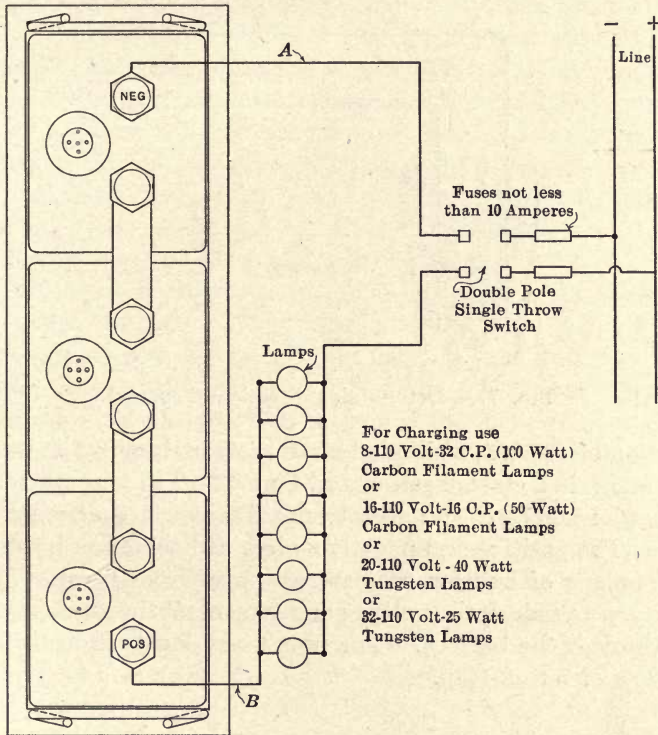 A
− +
Line
NEG
Fuses not less
than 10 Amperes
Double Pole
Single Throw
Switch
Lamps
For Charging use
8-110 Volt-32 C.P. (100 Watt)
Carbon Filament Lamps
or
16-110 Volt-16 C.P. (50 Watt)
Carbon Filament Lamps
or
20-110 Volt - 40 Watt
Tungsten Lamps
or
32-110 Volt-25 Watt
Tungsten Lamps
POS
B